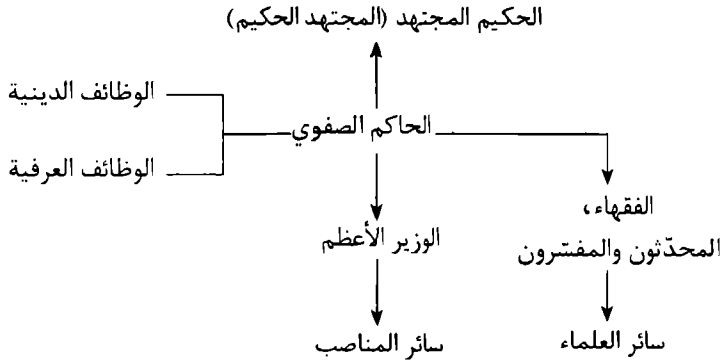 الحكيم المجتهد (المجتهد الحكيم)
الوظائف الدينية
الحاكم الصفوي
الوظائف العرفية
الفقهاء،
المحدّثون والمفسّرون
الوزير الأعظم
سائر العلماء
سائر المناصب